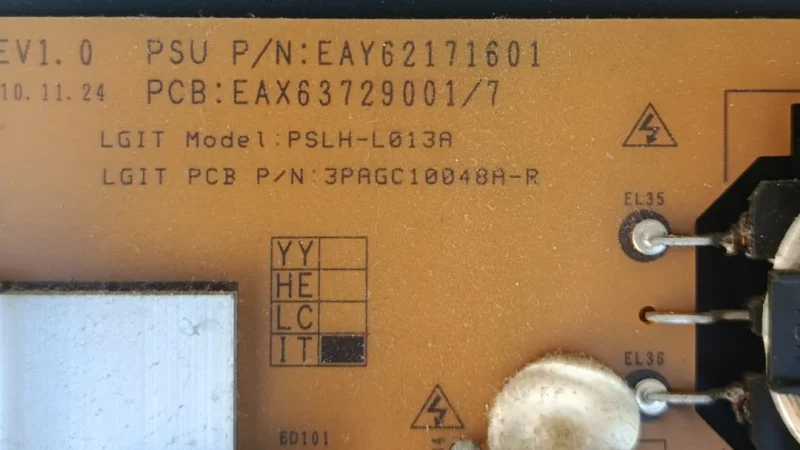 EV1.0 PSU P/N:EAY62171601
10.11.24 PCB:EAX63729001/7
LGIT Model:PSLH-L013A
LGIT PCB P/N:3PAGC10048A-R
EL35
YY
HE
LC
IT
EL36
BD101